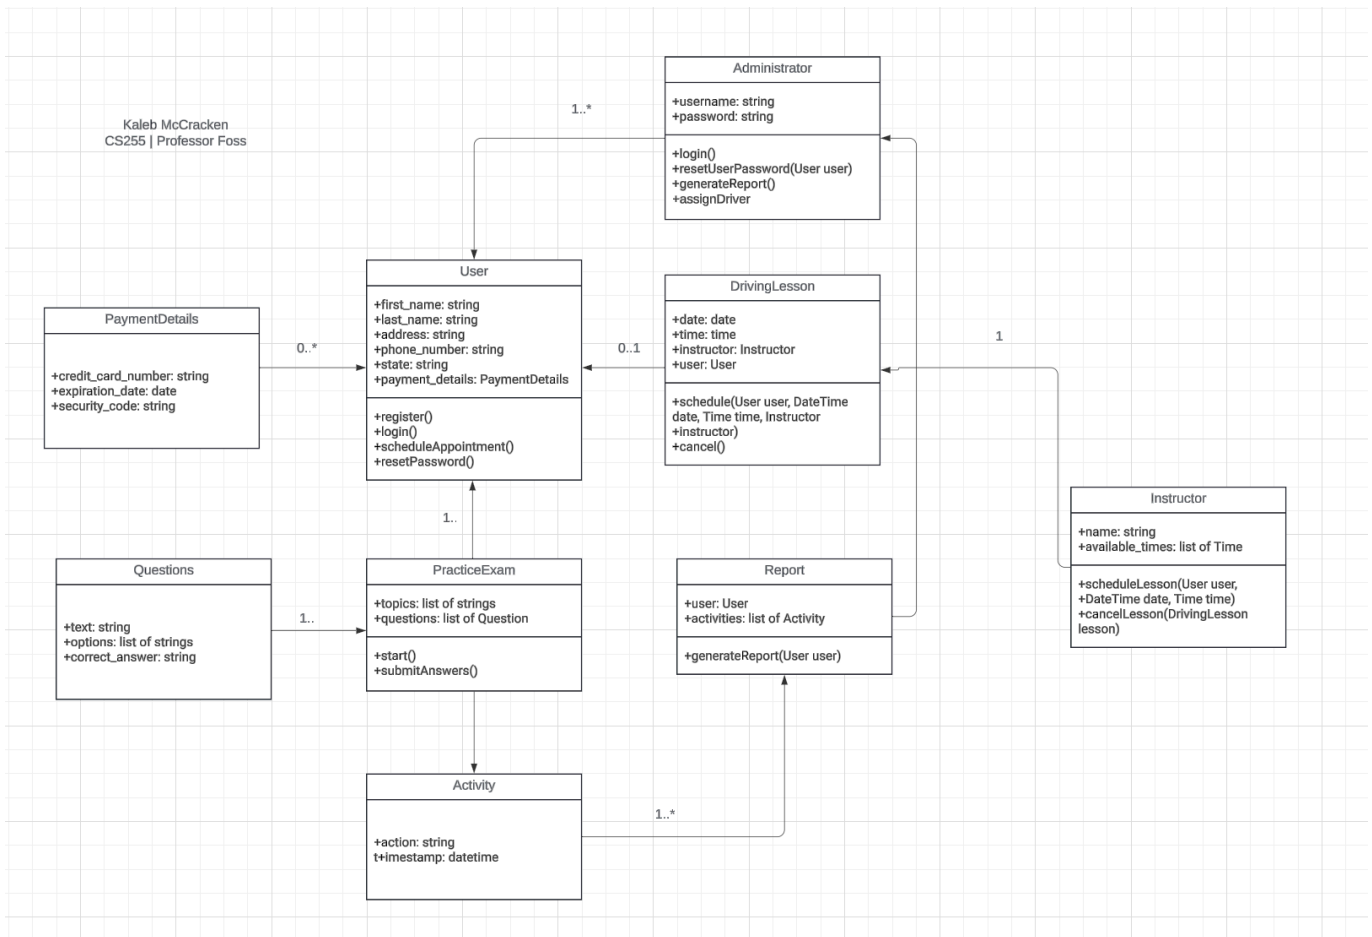 Kaleb McCracken
CS255 | Professor Foss
Administrator
+username: string
+password: string
+login()
+resetUserPassword(User user)
+generateReport()
+assignDriver
1..*
User
+first_name: string
+last_name: string
+address: string
+phone_number: string
+state: string
+payment_details: PaymentDetails
+register()
+login()
+scheduleAppointment()
+resetPassword()
DrivingLesson
+date: date
+time: time
+instructor: Instructor
+user: User
+schedule(User user, DateTime
date, Time time, Instructor
+instructor)
+cancel()
PaymentDetails
+credit_card_number: string
+expiration_date: date
+security_code: string
0..*
0..1
1
Instructor
+name: string
+available_times: list of Time
+scheduleLesson(User user,
+DateTime date, Time time)
+cancelLesson(DrivingLesson
lesson)
1..
Questions
+text: string
+options: list of strings
+correct_answer: string
1..
PracticeExam
+topics: list of strings
+questions: list of Question
+start()
+submitAnswers()
Report
+user: User
+activities: list of Activity
+generateReport(User user)
Activity
+action: string
t+imestamp: datetime
1..*